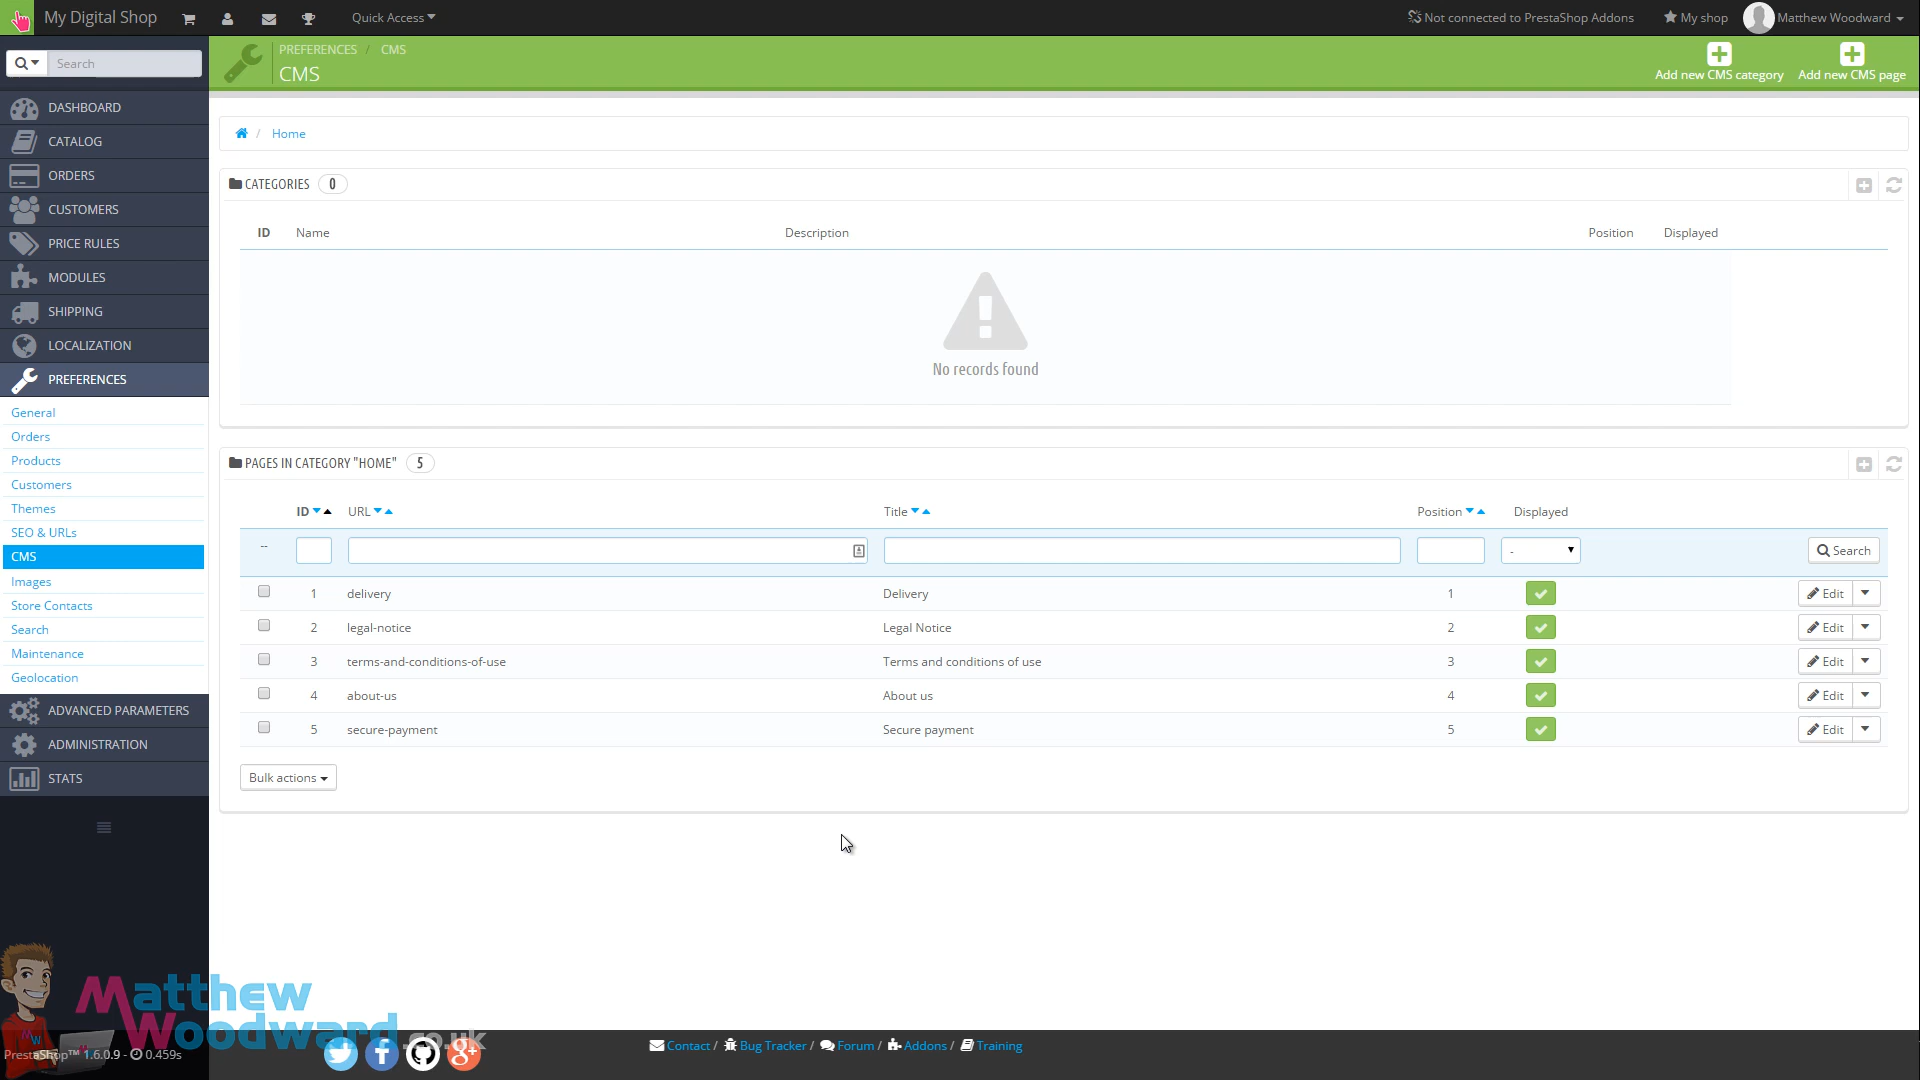 My Digital Shop
Quick Access
Not connected to PrestaShop Addons
My shop
Matthew Woodward
Search
DASHBOARD
CATALOG
ORDERS
CUSTOMERS
PRICE RULES
MODULES
SHIPPING
LOCALIZATION
PREFERENCES
General
Orders
Products
Customers
Themes
SEO & URLs
CMS
Images
Store Contacts
Search
Maintenance
Geolocation
ADVANCED PARAMETERS
ADMINISTRATION
STATS
PREFERENCES / CMS
CMS
Add new CMS category
Add new CMS page
/ Home
CATEGORIES 0
ID Name Description Position Displayed
No records found
PAGES IN CATEGORY "HOME" 5
ID URL Title Position Displayed
-- - Search
1 delivery Delivery 1 Edit
2 legal-notice Legal Notice 2 Edit
3 terms-and-conditions-of-use Terms and conditions of use 3 Edit
4 about-us About us 4 Edit
5 secure-payment Secure payment 5 Edit
Bulk actions
Matthew
Woodward.co.uk
MW
PrestaShop™ 1.6.0.9 - 0.459s
Contact / Bug Tracker / Forum / Addons / Training